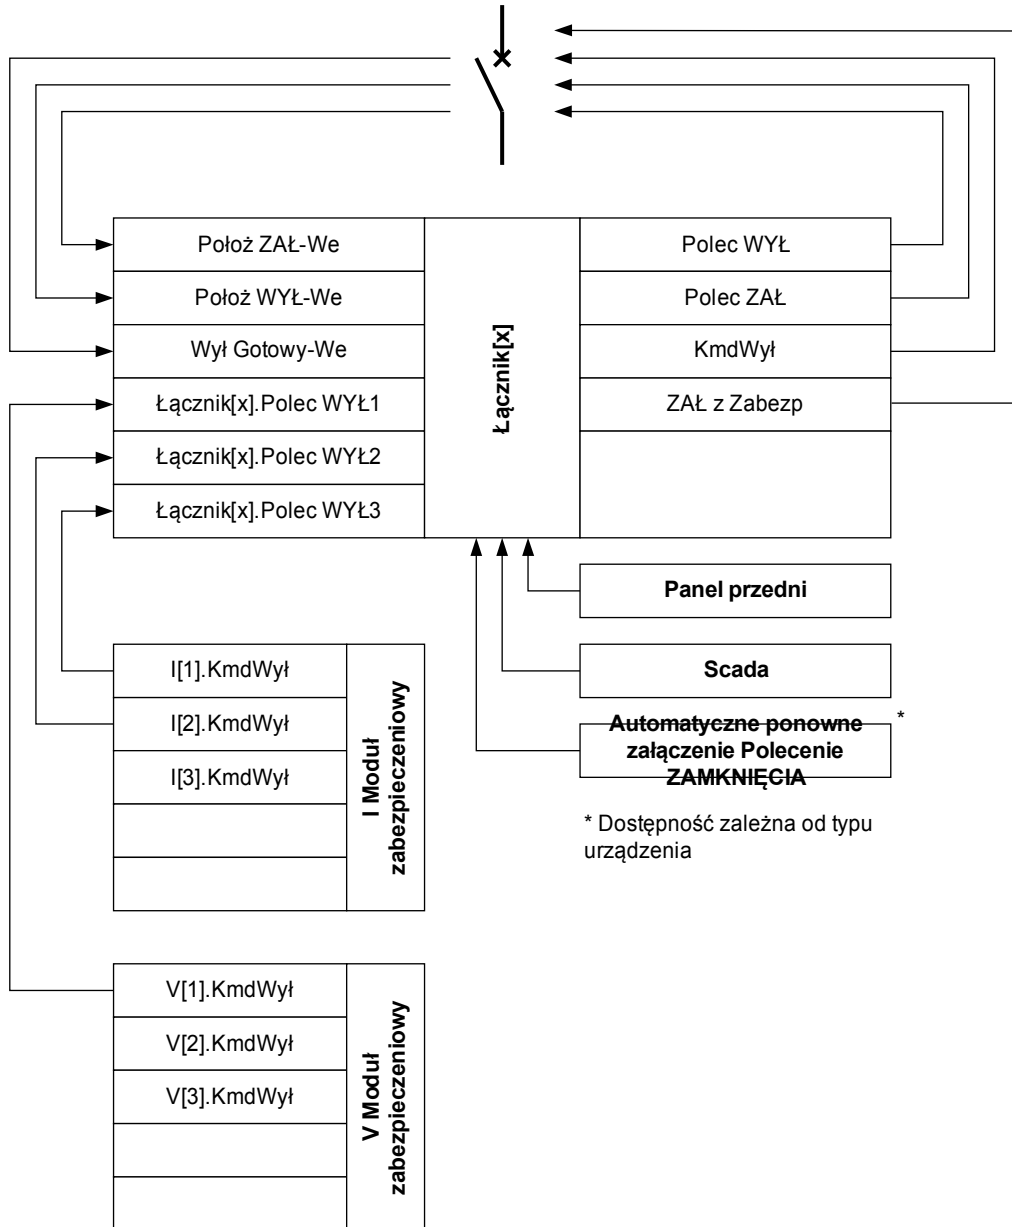 Położ ZAŁ-We
Położ WYŁ-We
Wył Gotowy-We
Łącznik[x].Polec WYŁ1
Łącznik[x].Polec WYŁ2
Łącznik[x].Polec WYŁ3
Łącznik[x]
Polec WYŁ
Polec ZAŁ
KmdWył
ZAŁ z Zabezp
Panel przedni
Scada
Automatyczne ponowne *
załączenie Polecenie
ZAMKNIĘCIA
* Dostępność zależna od typu
urządzenia
I[1].KmdWył
I[2].KmdWył
I[3].KmdWył
I Moduł
zabezpieczeniowy
V[1].KmdWył
V[2].KmdWył
V[3].KmdWył
V Moduł
zabezpieczeniowy